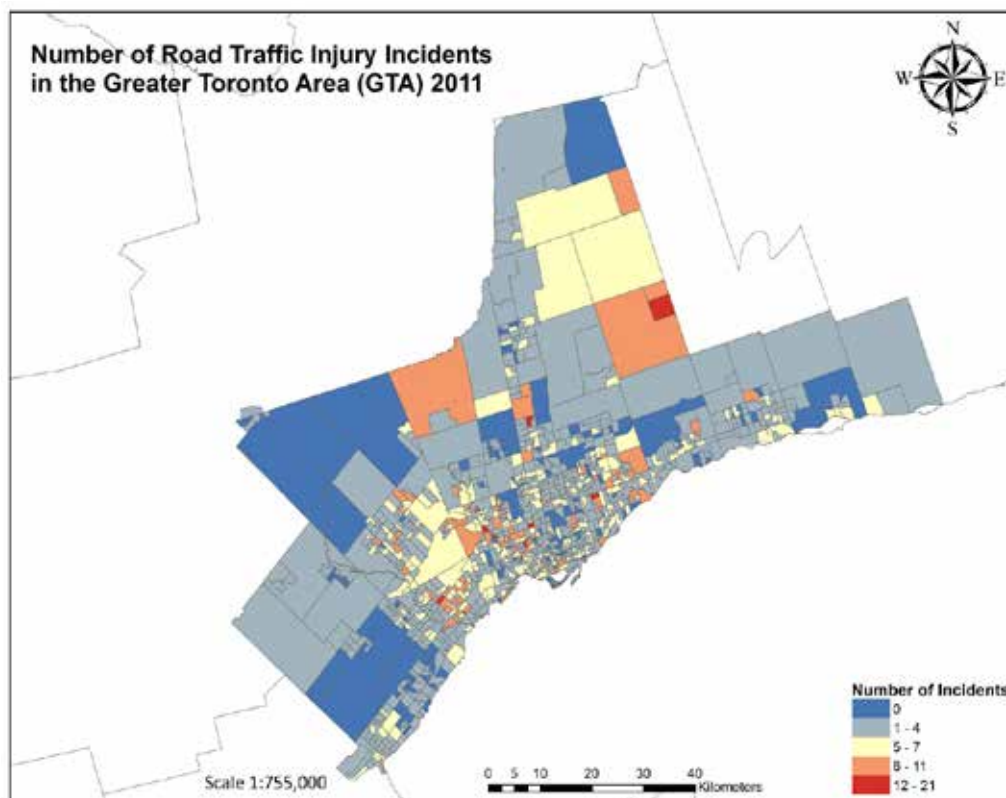 Number of Road Traffic Injury Incidents
in the Greater Toronto Area (GTA) 2011
N
W E
S
Number of Incidents
0
1 - 4
5 - 7
8 - 11
12 - 21
Scale 1:755,000
0 5 10 20 30 40
Kilometers